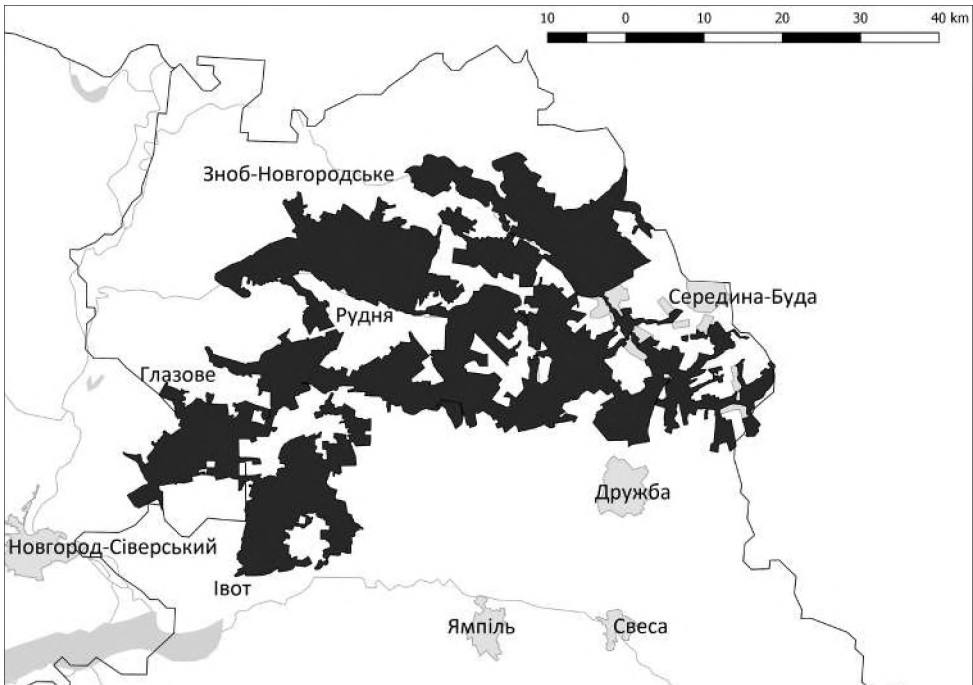 10 0 10 20 30 40 km
Зноб-Новгородське
Середина-Буда
Рудня
Глазове
Дружба
Новгород-Сіверський
Івот
Ямпіль
Свеса